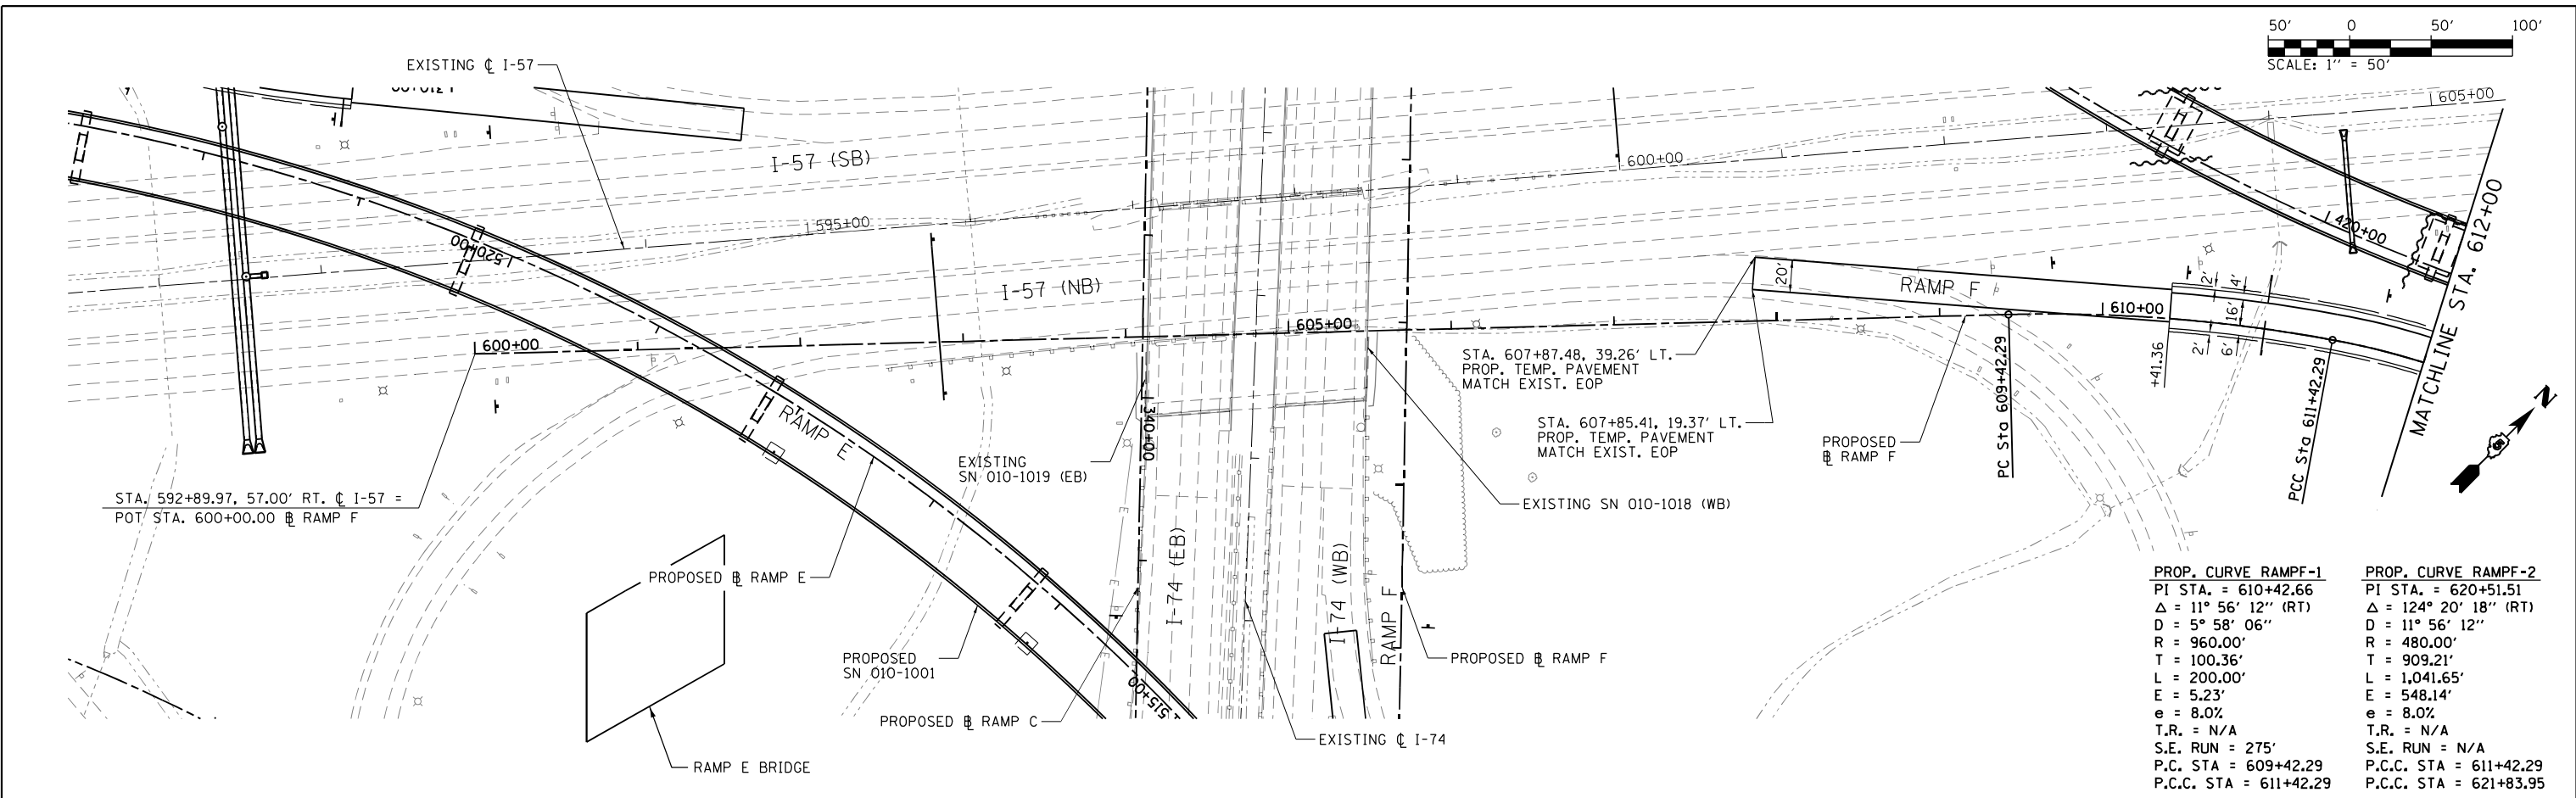 50' 0 50' 100'
SCALE: 1" = 50'
EXISTING ℄ I-57
605+00
I-57 (SB)
600+00
595+00
520+00
420+00
MATCHLINE STA. 612+00
I-57 (NB)
20'
RAMP F
2'
4'
16'
2'
6'
610+00
605+00
600+00
+41.36
STA. 607+87.48, 39.26' LT.
PROP. TEMP. PAVEMENT
MATCH EXIST. EOP
STA. 607+85.41, 19.37' LT.
PROP. TEMP. PAVEMENT
MATCH EXIST. EOP
PROPOSED
℔ RAMP F
PC Sta 609+42.29
PCC Sta 611+42.29
N
RAMP E
340+00
EXISTING
SN 010-1019 (EB)
EXISTING SN 010-1018 (WB)
STA. 592+89.97, 57.00' RT. ℄ I-57 =
POT STA. 600+00.00 ℔ RAMP F
PROPOSED ℔ RAMP E
I-74 (EB)
I-74 (WB)
RAMP F
PROPOSED
SN 010-1001
PROPOSED ℔ RAMP F
515+00
PROPOSED ℔ RAMP C
EXISTING ℄ I-74
RAMP E BRIDGE
PROP. CURVE RAMPF-1
PI STA. = 610+42.66
Δ = 11° 56' 12" (RT)
D = 5° 58' 06"
R = 960.00'
T = 100.36'
L = 200.00'
E = 5.23'
e = 8.0%
T.R. = N/A
S.E. RUN = 275'
P.C. STA = 609+42.29
P.C.C. STA = 611+42.29
PROP. CURVE RAMPF-2
PI STA. = 620+51.51
Δ = 124° 20' 18" (RT)
D = 11° 56' 12"
R = 480.00'
T = 909.21'
L = 1,041.65'
E = 548.14'
e = 8.0%
T.R. = N/A
S.E. RUN = N/A
P.C.C. STA = 611+42.29
P.C.C. STA = 621+83.95